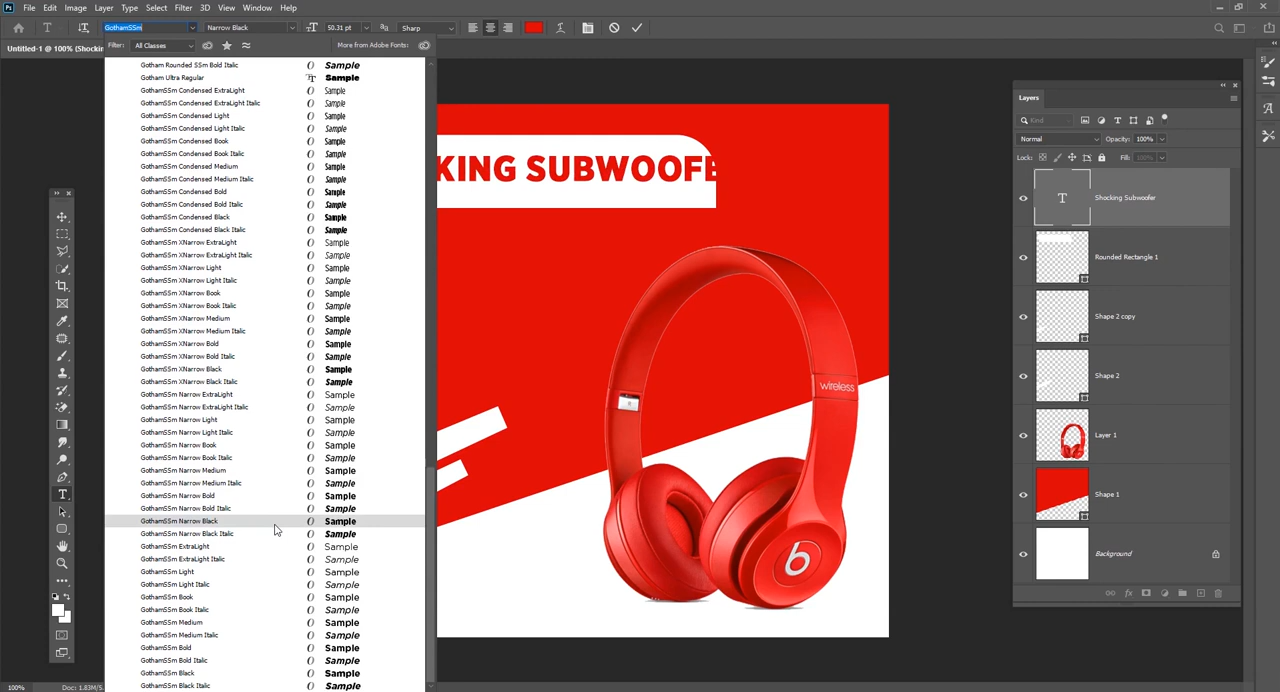 Ps File Edit Image Layer Type Select Filter 3D View Window Help
GothamSSm Narrow Black 50.31 pt Sharp
Untitled-1 @ 100% (Shocki
Filter: All Classes More from Adobe Fonts:
Gotham Rounded SSm Bold Italic Sample
Gotham Ultra Regular Sample
GothamSSm Condensed ExtraLight Sample
GothamSSm Condensed ExtraLight Italic Sample
GothamSSm Condensed Light Sample
GothamSSm Condensed Light Italic Sample
GothamSSm Condensed Book Sample
GothamSSm Condensed Book Italic Sample
GothamSSm Condensed Medium Sample
GothamSSm Condensed Medium Italic Sample
GothamSSm Condensed Bold Sample
GothamSSm Condensed Bold Italic Sample
GothamSSm Condensed Black Sample
GothamSSm Condensed Black Italic Sample
GothamSSm XNarrow ExtraLight Sample
GothamSSm XNarrow ExtraLight Italic Sample
GothamSSm XNarrow Light Sample
GothamSSm XNarrow Light Italic Sample
GothamSSm XNarrow Book Sample
GothamSSm XNarrow Book Italic Sample
GothamSSm XNarrow Medium Sample
GothamSSm XNarrow Medium Italic Sample
GothamSSm XNarrow Bold Sample
GothamSSm XNarrow Bold Italic Sample
GothamSSm XNarrow Black Sample
GothamSSm XNarrow Black Italic Sample
GothamSSm Narrow ExtraLight Sample
GothamSSm Narrow ExtraLight Italic Sample
GothamSSm Narrow Light Sample
GothamSSm Narrow Light Italic Sample
GothamSSm Narrow Book Sample
GothamSSm Narrow Book Italic Sample
GothamSSm Narrow Medium Sample
GothamSSm Narrow Medium Italic Sample
GothamSSm Narrow Bold Sample
GothamSSm Narrow Bold Italic Sample
GothamSSm Narrow Black Sample
GothamSSm Narrow Black Italic Sample
GothamSSm ExtraLight Sample
GothamSSm ExtraLight Italic Sample
GothamSSm Light Sample
GothamSSm Light Italic Sample
GothamSSm Book Sample
GothamSSm Book Italic Sample
GothamSSm Medium Sample
GothamSSm Medium Italic Sample
GothamSSm Bold Sample
GothamSSm Bold Italic Sample
GothamSSm Black Sample
GothamSSm Black Italic Sample
KING SUBWOOFE
wireless
b
Layers
Kind
Normal Opacity: 100%
Lock: Fill: 100%
T Shocking Subwoofer
Rounded Rectangle 1
Shape 2 copy
Shape 2
Layer 1
Shape 1
Background
fx
100% Doc: 1.83M/5.